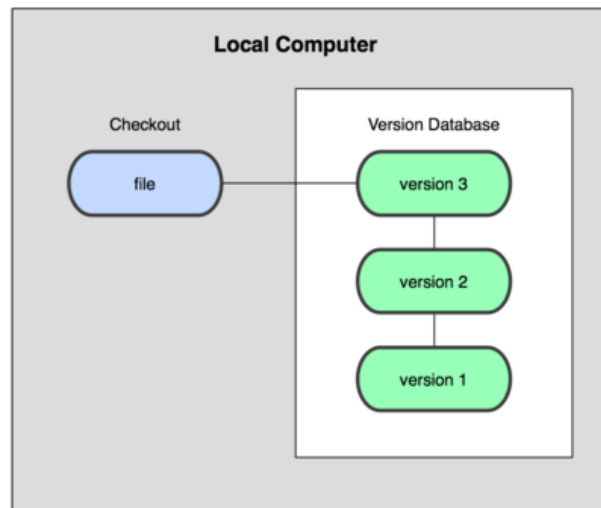 Local Computer
Checkout
Version Database
file
version 3
version 2
version 1